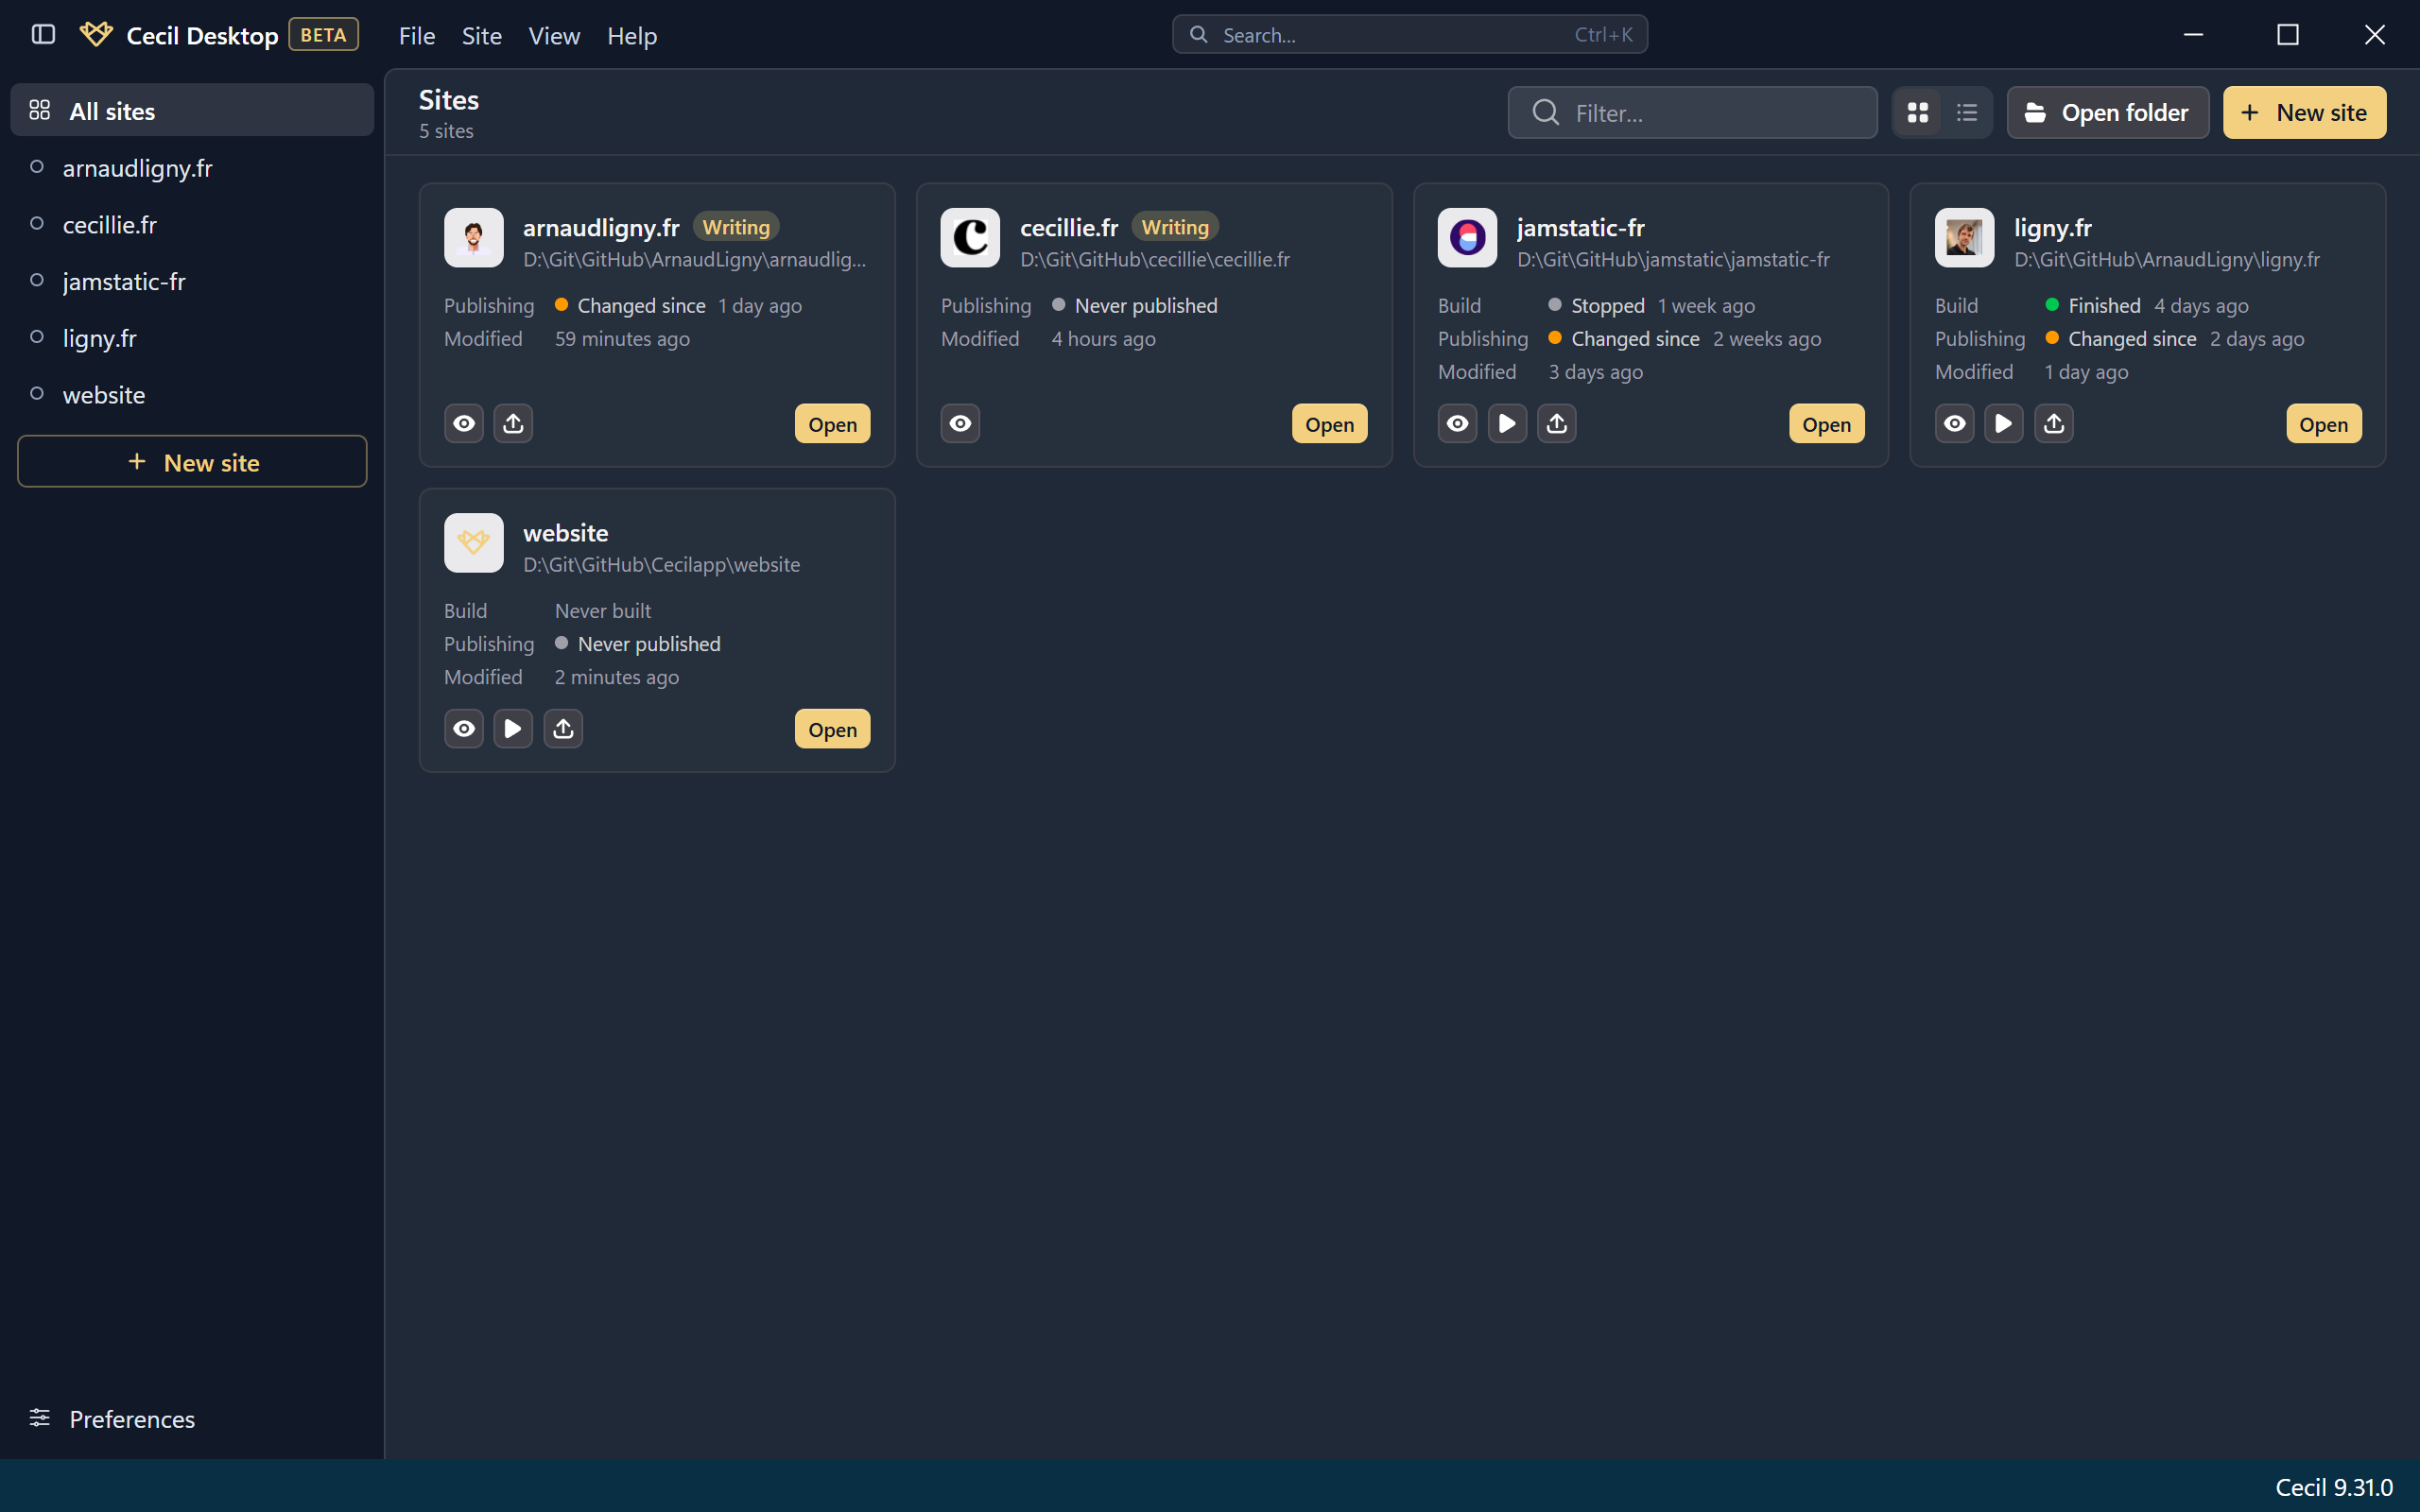 Cecil Desktop BETA File Site View Help Search... Ctrl+K
All sites
arnaudligny.fr
cecillie.fr
jamstatic-fr
ligny.fr
website
+ New site
Preferences
Sites
5 sites
Filter... Open folder + New site
arnaudligny.fr Writing
D:\Git\GitHub\ArnaudLigny\arnaudlig...
Publishing Changed since 1 day ago
Modified 59 minutes ago
Open
cecillie.fr Writing
D:\Git\GitHub\cecillie\cecillie.fr
Publishing Never published
Modified 4 hours ago
Open
jamstatic-fr
D:\Git\GitHub\jamstatic\jamstatic-fr
Build Stopped 1 week ago
Publishing Changed since 2 weeks ago
Modified 3 days ago
Open
ligny.fr
D:\Git\GitHub\ArnaudLigny\ligny.fr
Build Finished 4 days ago
Publishing Changed since 2 days ago
Modified 1 day ago
Open
website
D:\Git\GitHub\Cecilapp\website
Build Never built
Publishing Never published
Modified 2 minutes ago
Open
Cecil 9.31.0